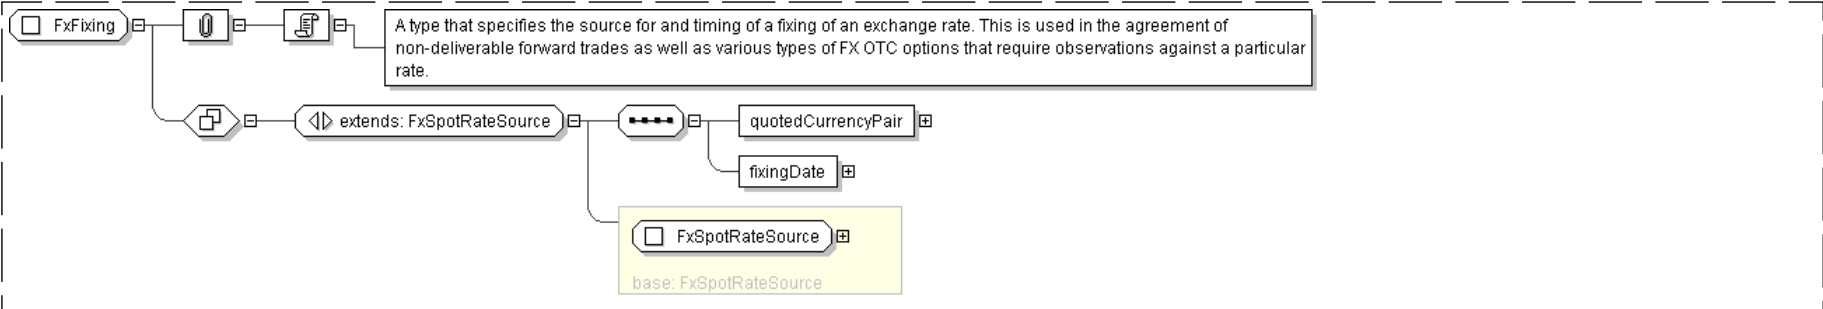 FxFixing
A type that specifies the source for and timing of a fixing of an exchange rate. This is used in the agreement of
non-deliverable forward trades as well as various types of FX OTC options that require observations against a particular
rate.
extends: FxSpotRateSource
quotedCurrencyPair
fixingDate
FxSpotRateSource
base: FxSpotRateSource